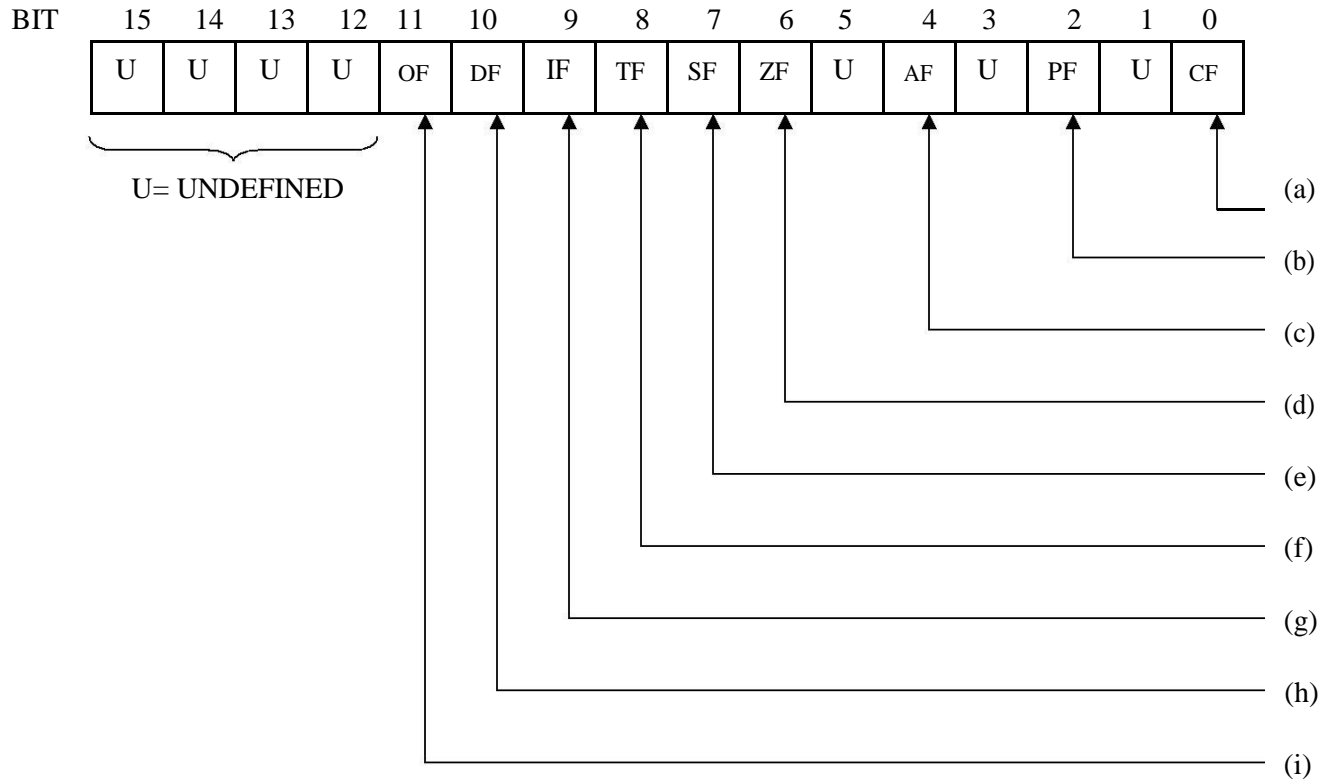 BIT 15 14 13 12 11 10 9 8 7 6 5 4 3 2 1 0
U U U U OF DF IF TF SF ZF U AF U PF U CF
U= UNDEFINED
(a)
(b)
(c)
(d)
(e)
(f)
(g)
(h)
(i)